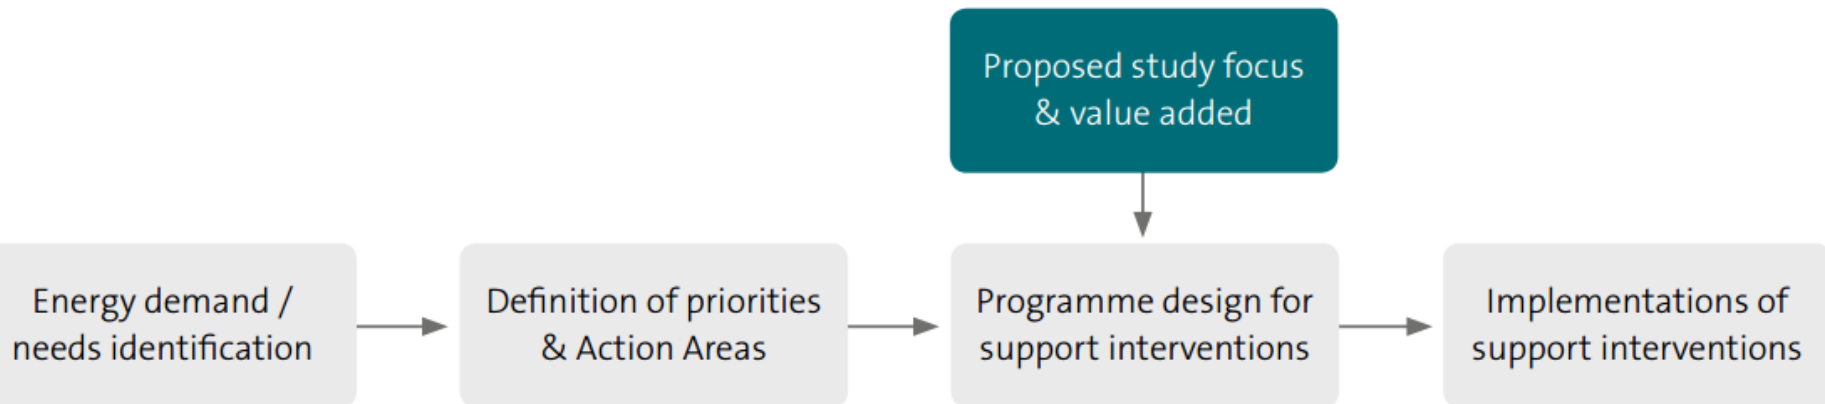 Proposed study focus
& value added
Energy demand /
needs identification
Definition of priorities
& Action Areas
Programme design for
support interventions
Implementations of
support interventions